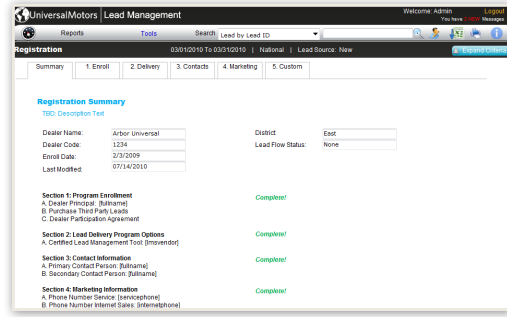 UniversalMotors | Lead Management
Welcome: Admin Logout
You have 2 NEW Messages
Reports Tools Search Lead by Lead ID
Registration 03/01/2010 To 03/31/2010 | National | Lead Source: New Expand Criteria
Summary 1. Enroll 2. Delivery 3. Contacts 4. Marketing 5. Custom
Registration Summary
TBD: Description Text
Dealer Name: Arbor Universal District East
Dealer Code: 1234 Lead Flow Status: None
Enroll Date: 2/3/2009
Last Modified: 07/14/2010
Section 1: Program Enrollment Complete!
A. Dealer Principal: [fullname]
B. Purchase Third Party Leads
C. Dealer Participation Agreement
Section 2: Lead Delivery Program Options Complete!
A. Certified Lead Management Tool: [lmsvendor]
Section 3: Contact Information Complete!
A. Primary Contact Person: [fullname]
B. Secondary Contact Person: [fullname]
Section 4: Marketing Information Complete!
A. Phone Number Service: [servicephone]
B. Phone Number Internet Sales: [internetphone]